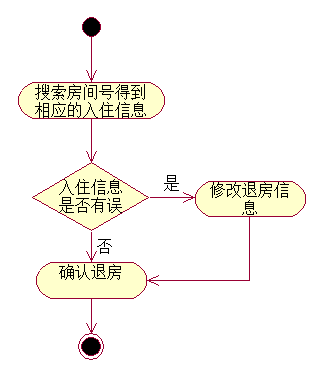 搜索房间号得到
相应的入住信息
入住信息
是否有误
是
修改退房信
息
否
确认退房